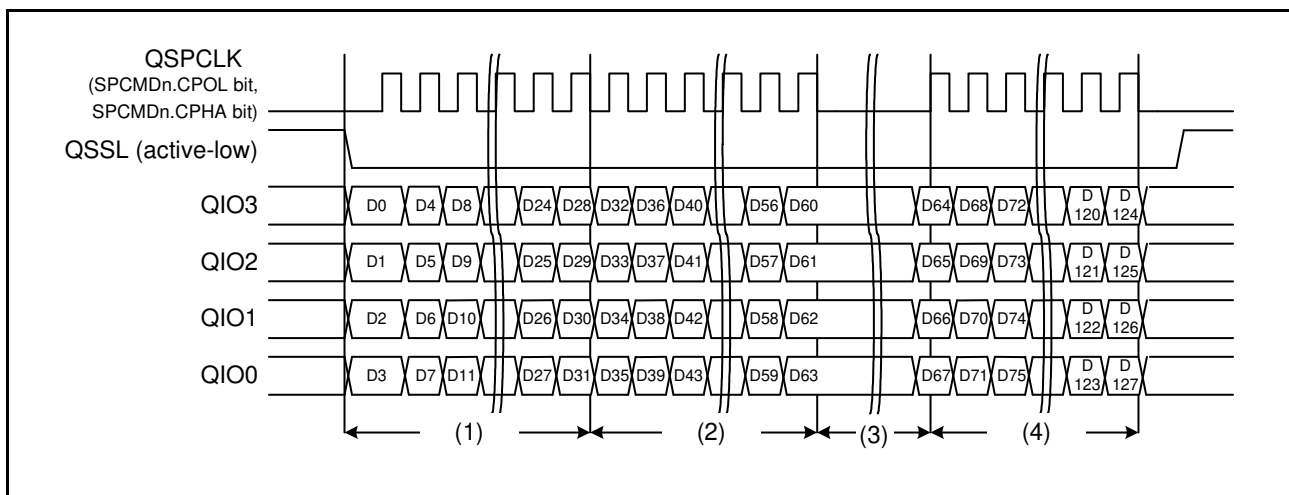 QSPCLK
(SPCMDn.CPOL bit,
SPCMDn.CPHA bit)
QSSL (active-low)
QIO3 D0 D4 D8 D24 D28 D32 D36 D40 D56 D60 D64 D68 D72 D 120 D 124
QIO2 D1 D5 D9 D25 D29 D33 D37 D41 D57 D61 D65 D69 D73 D 121 D 125
QIO1 D2 D6 D10 D26 D30 D34 D38 D42 D58 D62 D66 D70 D74 D 122 D 126
QIO0 D3 D7 D11 D27 D31 D35 D39 D43 D59 D63 D67 D71 D75 D 123 D 127
(1) (2) (3) (4)